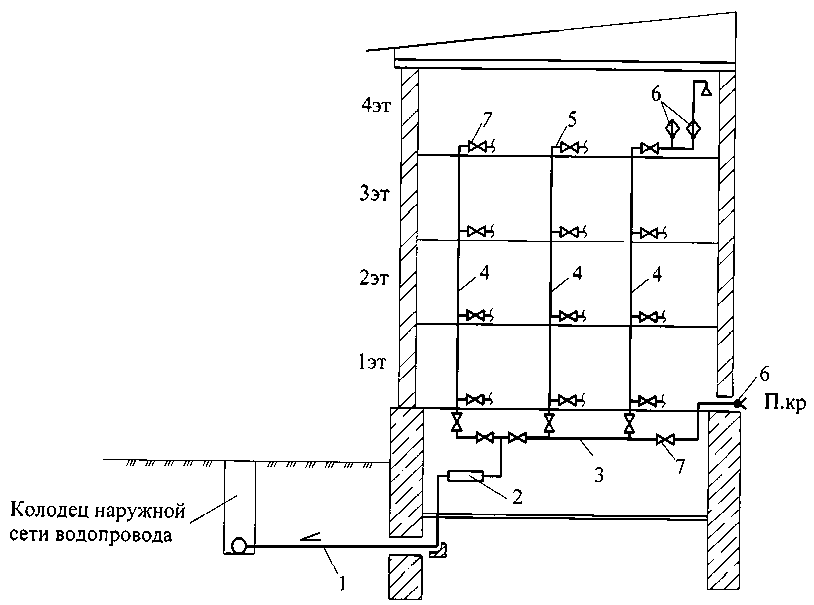 6
4эт
7
5
3эт
2эт
4
4
4
1эт
6
П.кр
3
7
2
Колодец наружной
сети водопровода
1